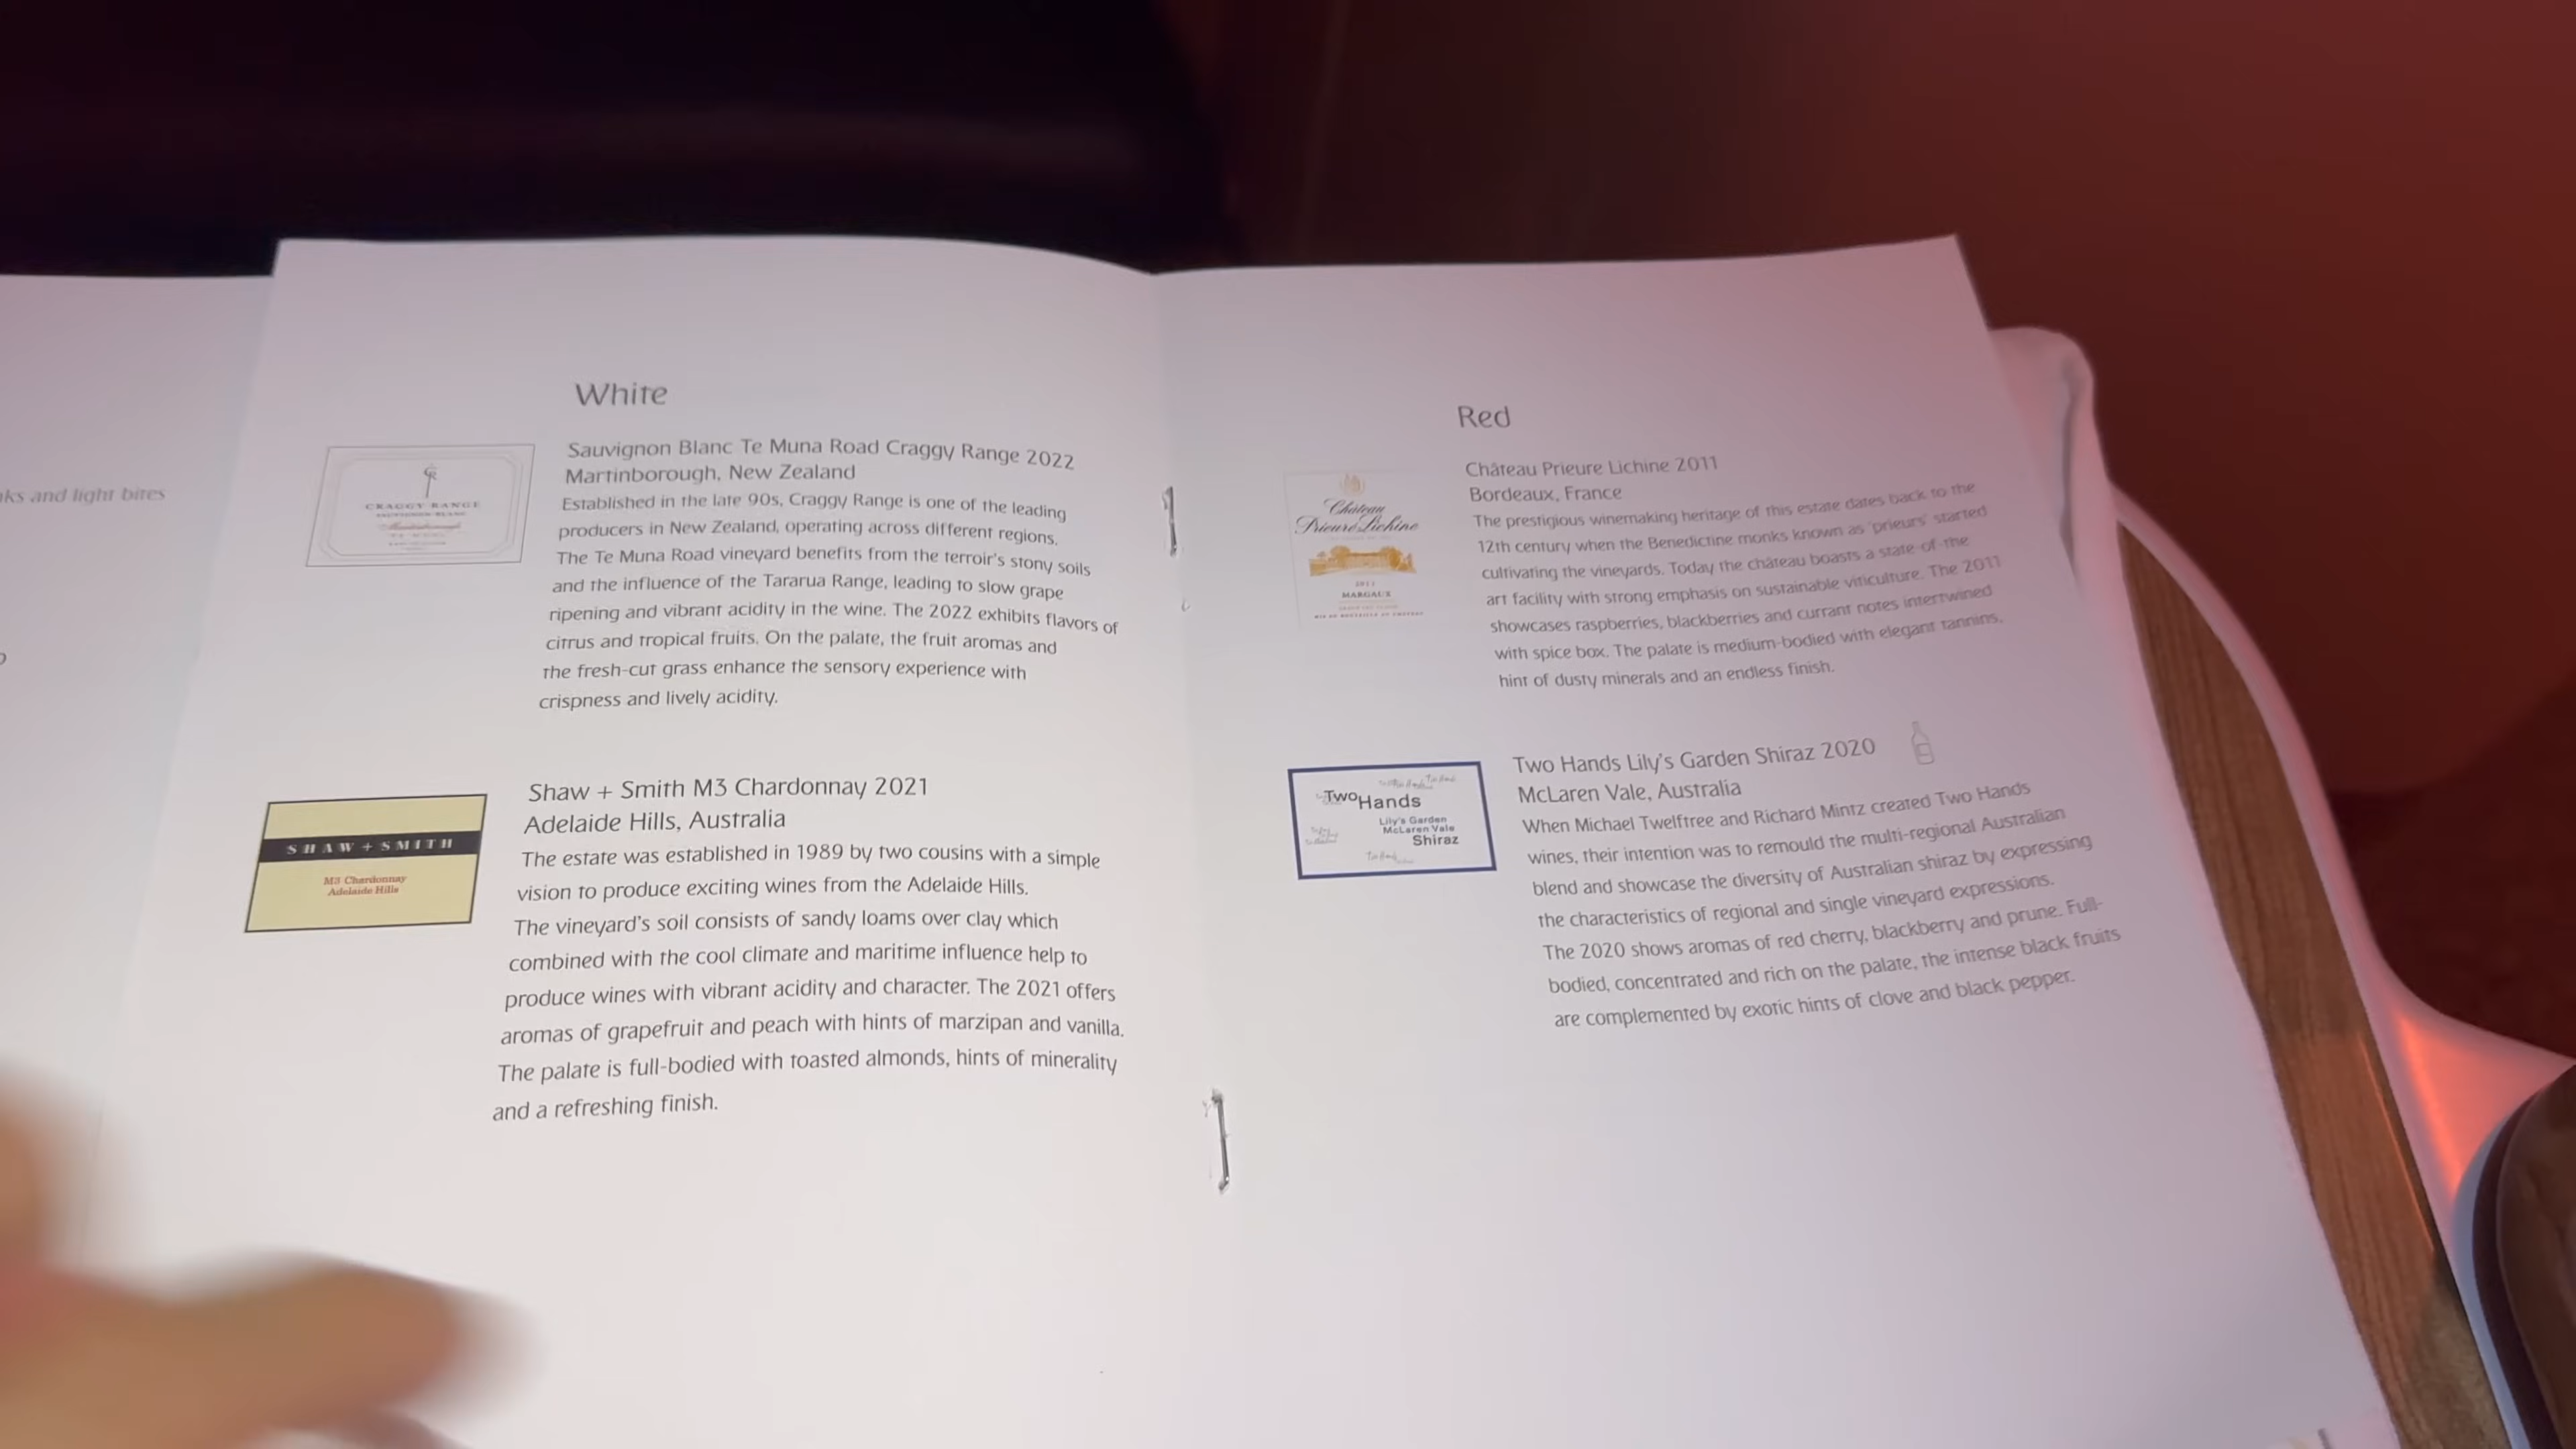 and light bites
White
CRAGGY RANGE
SAUVIGNON BLANC
Martinborough
Sauvignon Blanc Te Muna Road Craggy Range 2022
Martinborough, New Zealand
Established in the late 90s, Craggy Range is one of the leading
producers in New Zealand, operating across different regions.
The Te Muna Road vineyard benefits from the terroir's stony soils
and the influence of the Tararua Range, leading to slow grape
ripening and vibrant acidity in the wine. The 2022 exhibits flavors of
citrus and tropical fruits. On the palate, the fruit aromas and
the fresh-cut grass enhance the sensory experience with
crispness and lively acidity.
SHAW + SMITH
M3 Chardonnay
Adelaide Hills
Shaw + Smith M3 Chardonnay 2021
Adelaide Hills, Australia
The estate was established in 1989 by two cousins with a simple
vision to produce exciting wines from the Adelaide Hills.
The vineyard's soil consists of sandy loams over clay which
combined with the cool climate and maritime influence help to
produce wines with vibrant acidity and character. The 2021 offers
aromas of grapefruit and peach with hints of marzipan and vanilla.
The palate is full-bodied with toasted almonds, hints of minerality
and a refreshing finish.
Red
Château
Prieuré-Lichine
2011
MARGAUX
Château Prieure Lichine 2011
Bordeaux, France
The prestigious winemaking heritage of this estate dates back to the
12th century when the Benedictine monks known as 'prieurs' started
cultivating the vineyards. Today the château boasts a state-of-the
art facility with strong emphasis on sustainable viticulture. The 2011
showcases raspberries, blackberries and currant notes intertwined
with spice box. The palate is medium-bodied with elegant tannins,
hint of dusty minerals and an endless finish.
Two Hands
Lily's Garden
McLaren Vale
Shiraz
Two Hands Lily's Garden Shiraz 2020
McLaren Vale, Australia
When Michael Twelftree and Richard Mintz created Two Hands
wines, their intention was to remould the multi-regional Australian
blend and showcase the diversity of Australian shiraz by expressing
the characteristics of regional and single vineyard expressions.
The 2020 shows aromas of red cherry, blackberry and prune. Full-
bodied, concentrated and rich on the palate, the intense black fruits
are complemented by exotic hints of clove and black pepper.